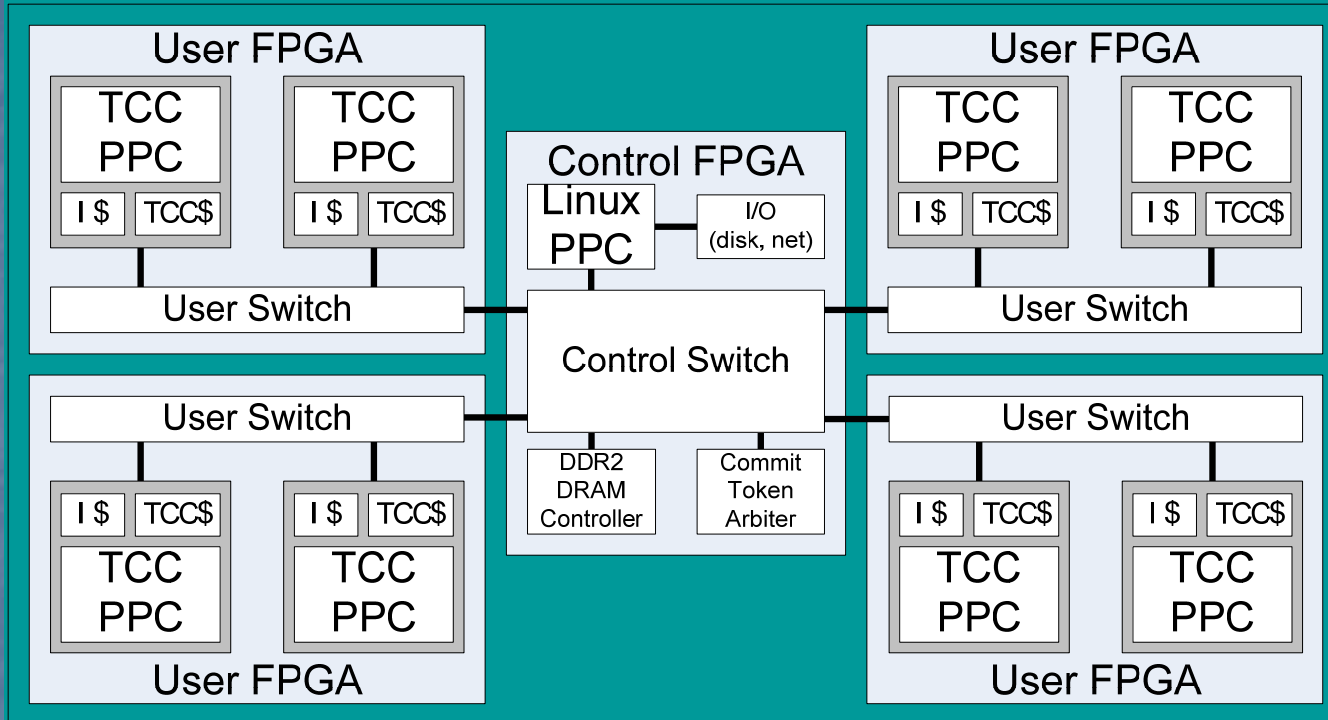 User FPGA
TCC
PPC
I $
TCC$
TCC
PPC
I $
TCC$
User Switch
Control FPGA
Linux
PPC
I/O
(disk, net)
Control Switch
DDR2
DRAM
Controller
Commit
Token
Arbiter
User FPGA
TCC
PPC
I $
TCC$
TCC
PPC
I $
TCC$
User Switch
User Switch
I $
TCC$
TCC
PPC
I $
TCC$
TCC
PPC
User FPGA
User Switch
I $
TCC$
TCC
PPC
I $
TCC$
TCC
PPC
User FPGA